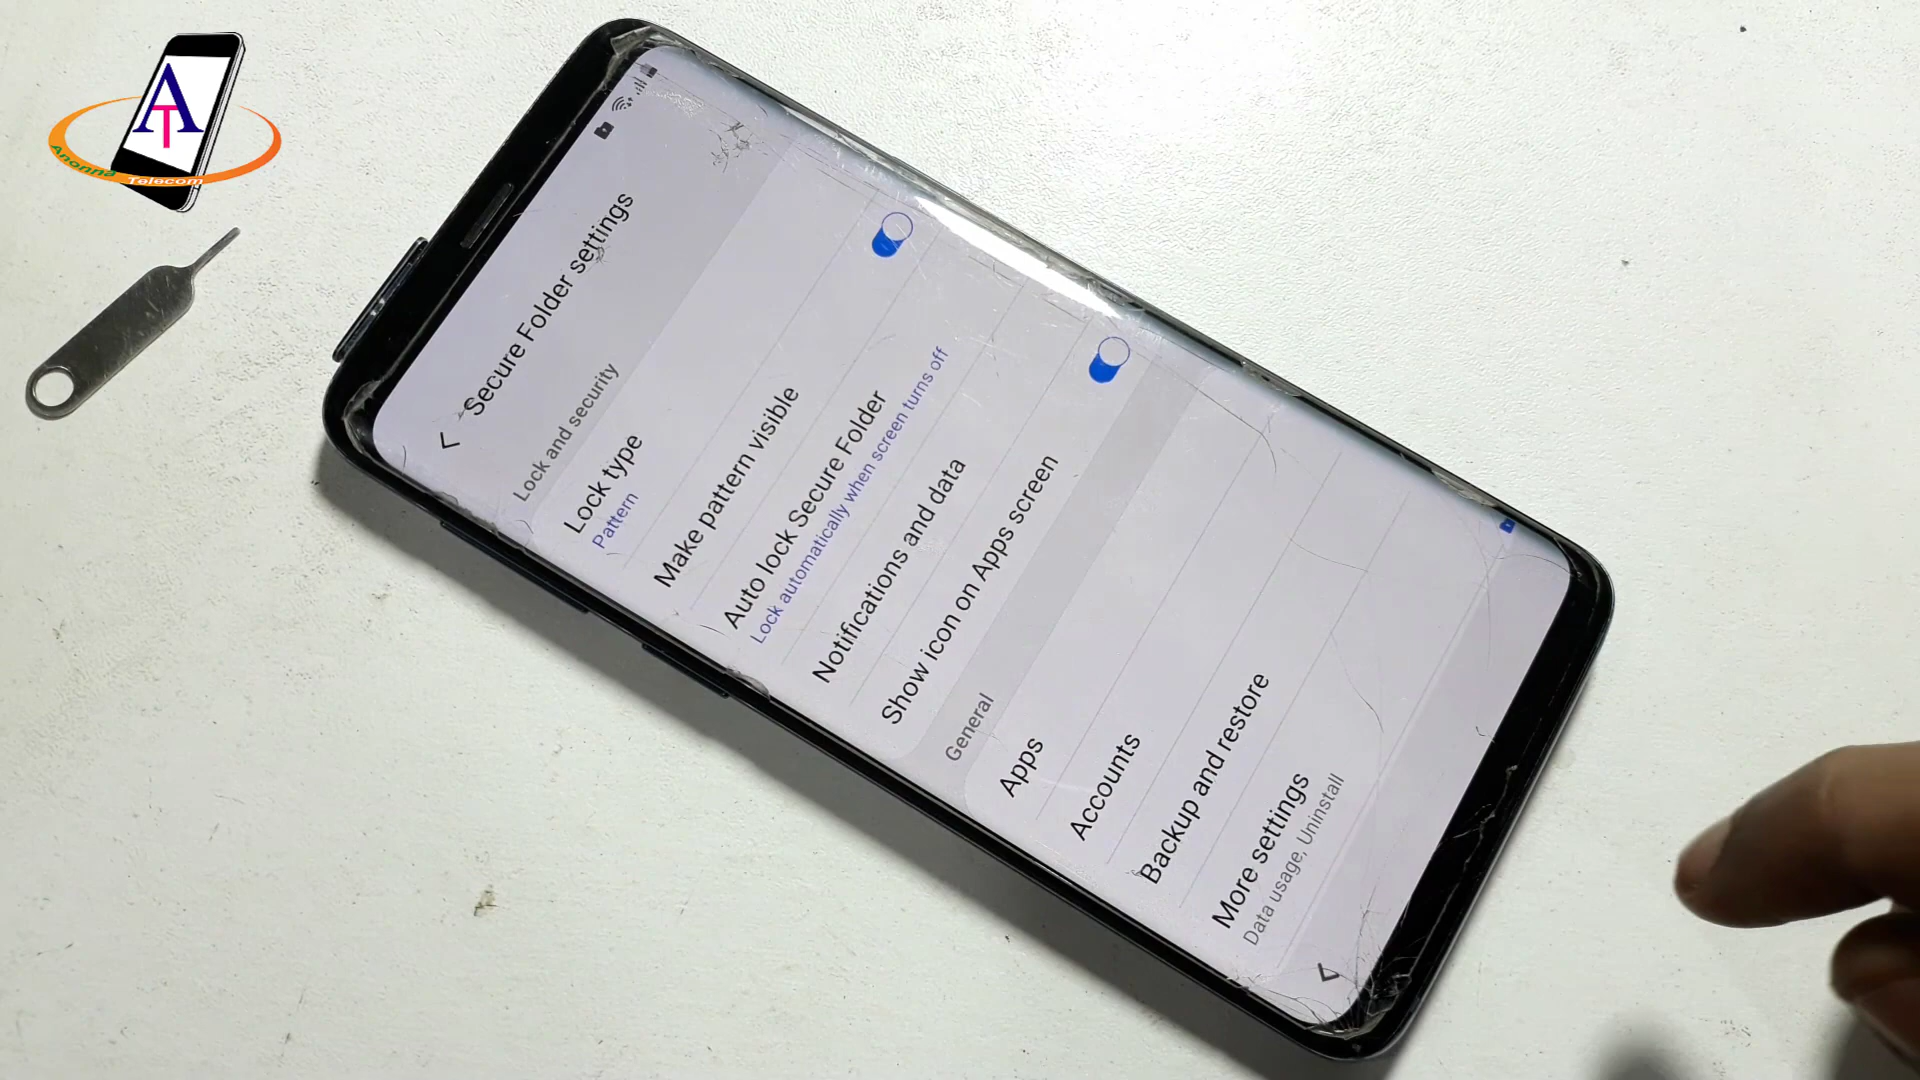 AT
Anonna Telecom
Secure Folder settings
Lock and security
Lock type
Pattern
Make pattern visible
Auto lock Secure Folder
Lock automatically when screen turns off
Notifications and data
Show icon on Apps screen
General
Apps
Accounts
Backup and restore
More settings
Data usage, Uninstall